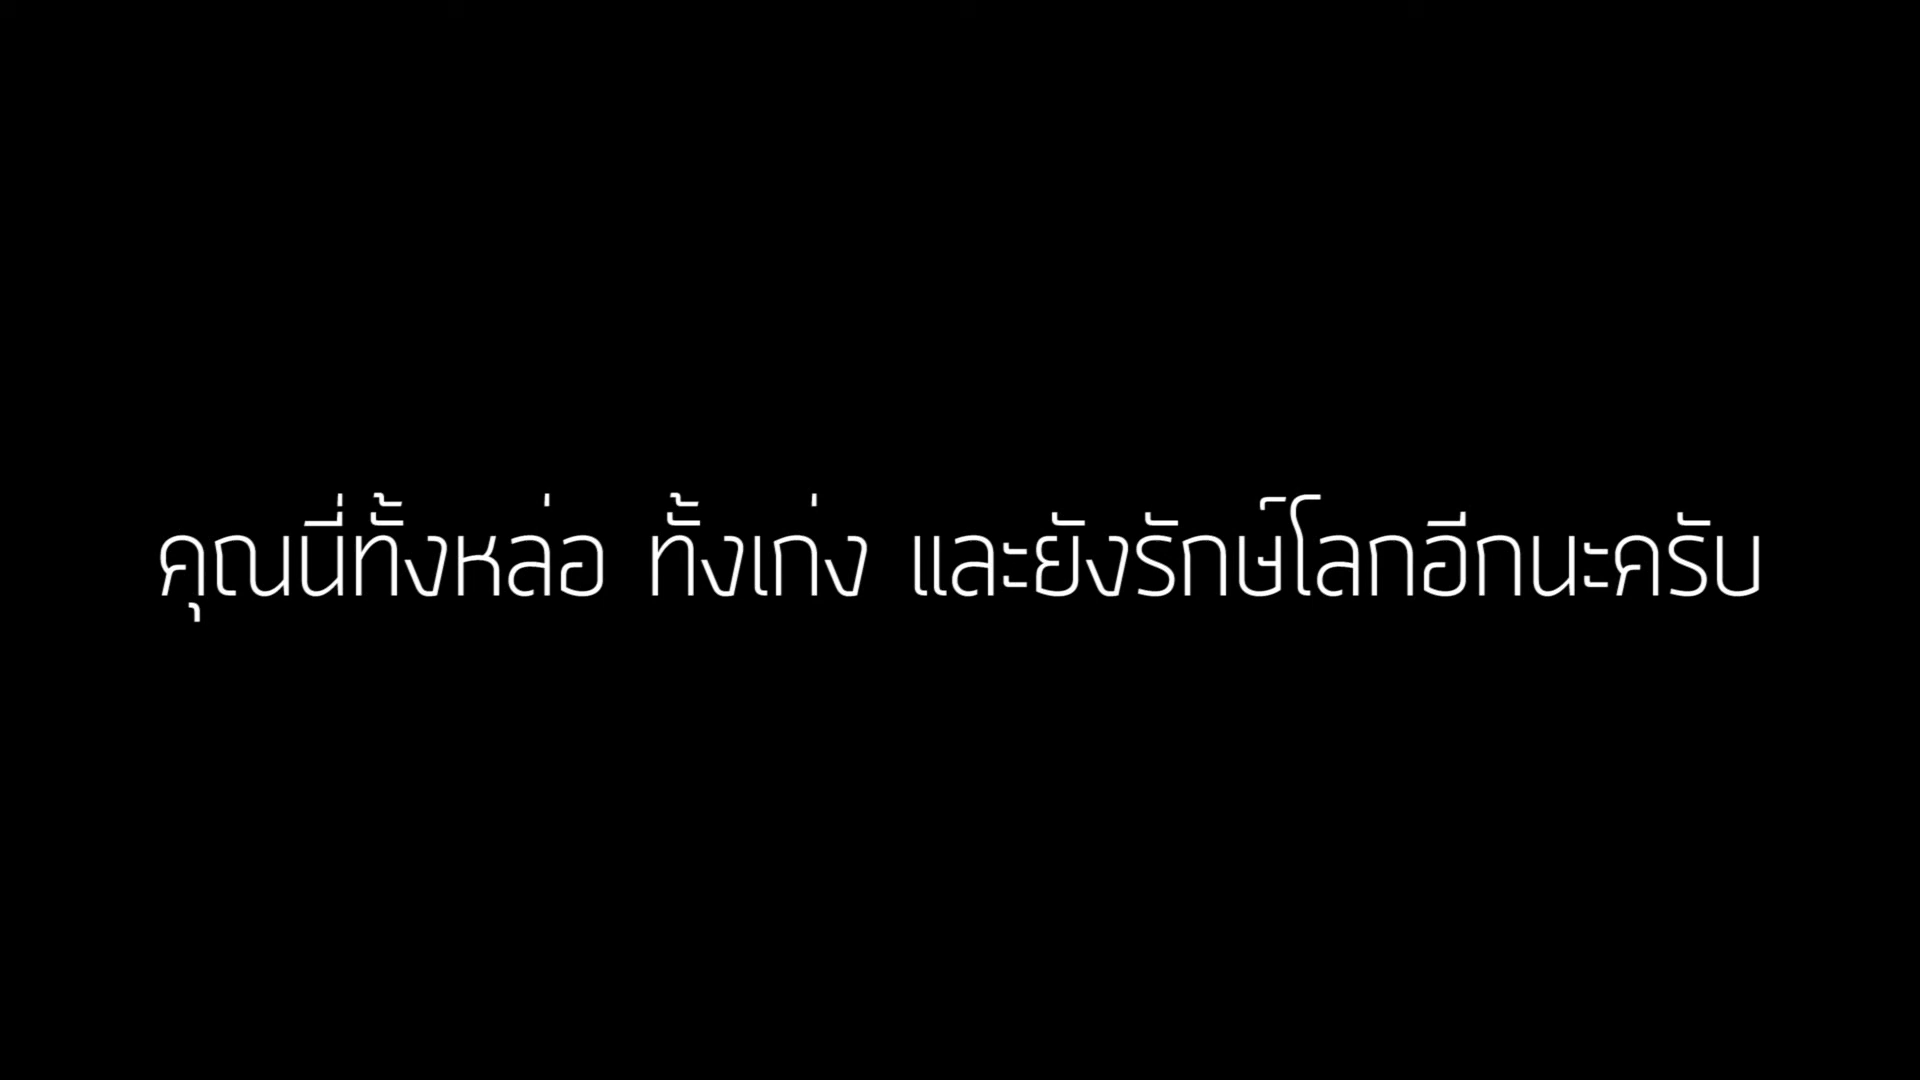 คุณนี่ทั้งหล่อ ทั้งเก่ง และยังรักษ์โลกอีกนะครับ